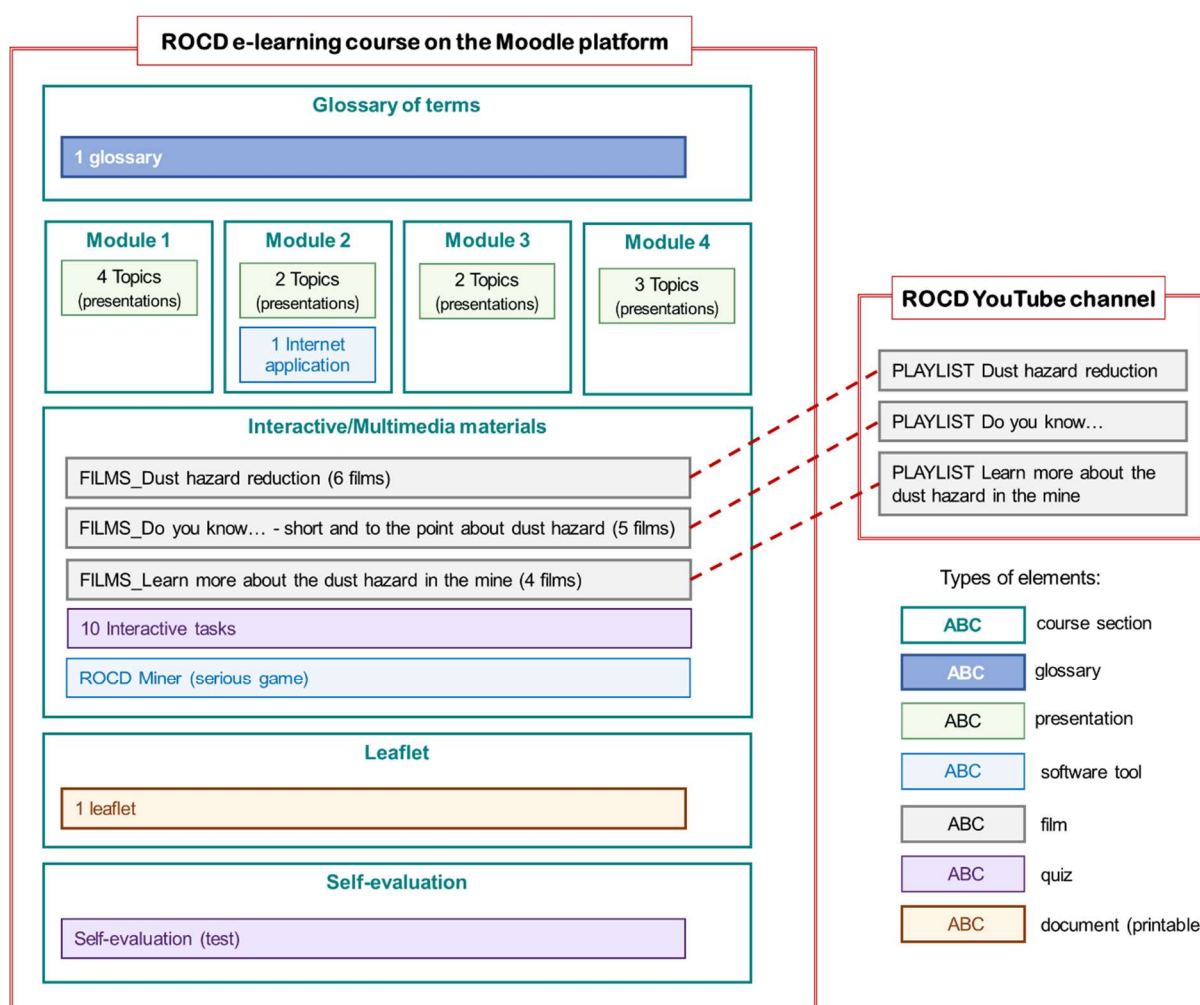 ROCD e-learning course on the Moodle platform
Glossary of terms
1 glossary
Module 1
4 Topics
(presentations)
Module 2
2 Topics
(presentations)
1 Internet
application
Module 3
2 Topics
(presentations)
Module 4
3 Topics
(presentations)
Interactive/Multimedia materials
FILMS_Dust hazard reduction (6 films)
FILMS_Do you know… - short and to the point about dust hazard (5 films)
FILMS_Learn more about the dust hazard in the mine (4 films)
10 Interactive tasks
ROCD Miner (serious game)
Leaflet
1 leaflet
Self-evaluation
Self-evaluation (test)
ROCD YouTube channel
PLAYLIST Dust hazard reduction
PLAYLIST Do you know…
PLAYLIST Learn more about the
dust hazard in the mine
Types of elements:
ABC course section
ABC glossary
ABC presentation
ABC software tool
ABC film
ABC quiz
ABC document (printable